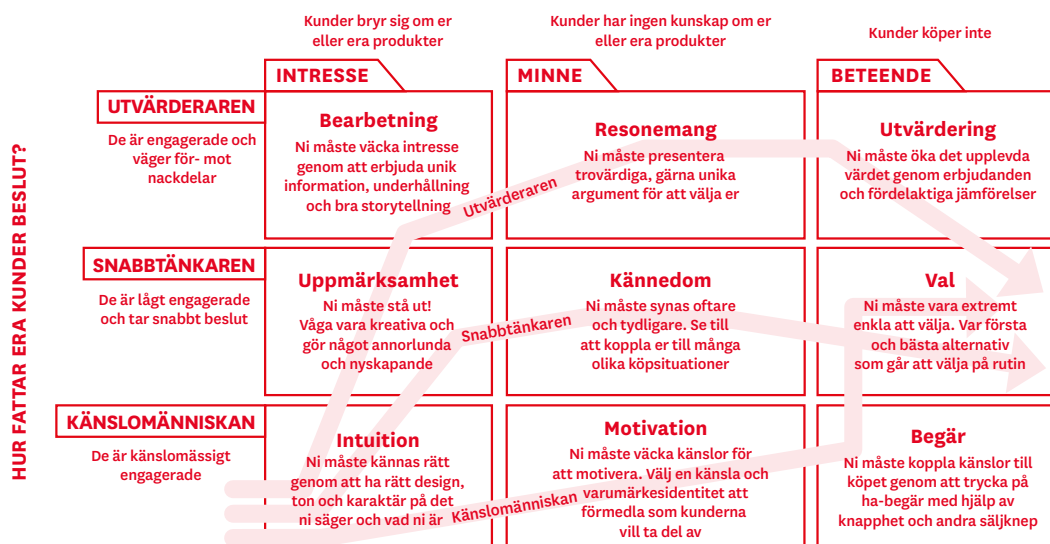 Kunder bryr sig om er
eller era produkter
Kunder har ingen kunskap om er
eller era produkter
Kunder köper inte
INTRESSE
MINNE
BETEENDE
HUR FATTAR ERA KUNDER BESLUT?
UTVÄRDERAREN
De är engagerade och
väger för- mot
nackdelar
Bearbetning
Ni måste väcka intresse
genom att erbjuda unik
information, underhållning
och bra storytellning
Utvärderaren
Resonemang
Ni måste presentera
trovärdiga, gärna unika
argument för att välja er
Utvärdering
Ni måste öka det upplevda
värdet genom erbjudanden
och fördelaktiga jämförelser
SNABBTÄNKAREN
De är lågt engagerade
och tar snabbt beslut
Uppmärksamhet
Ni måste stå ut!
Våga vara kreativa och
gör något annorlunda
och nyskapande
Snabbtänkaren
Kännedom
Ni måste synas oftare
och tydligare. Se till
att koppla er till många
olika köpsituationer
Val
Ni måste vara extremt
enkla att välja. Var första
och bästa alternativ
som går att välja på rutin
KÄNSLOMÄNNISKAN
De är känslomässigt
engagerade
Intuition
Ni måste kännas rätt
genom att ha rätt design,
ton och karaktär på det
ni säger och vad ni är
Känslomänniskan
Motivation
Ni måste väcka känslor för
att motivera. Välj en känsla och
varumärkesidentitet att
förmedla som kunderna
vill ta del av
Begär
Ni måste koppla känslor till
köpet genom att trycka på
ha-begär med hjälp av
knapphet och andra säljknep